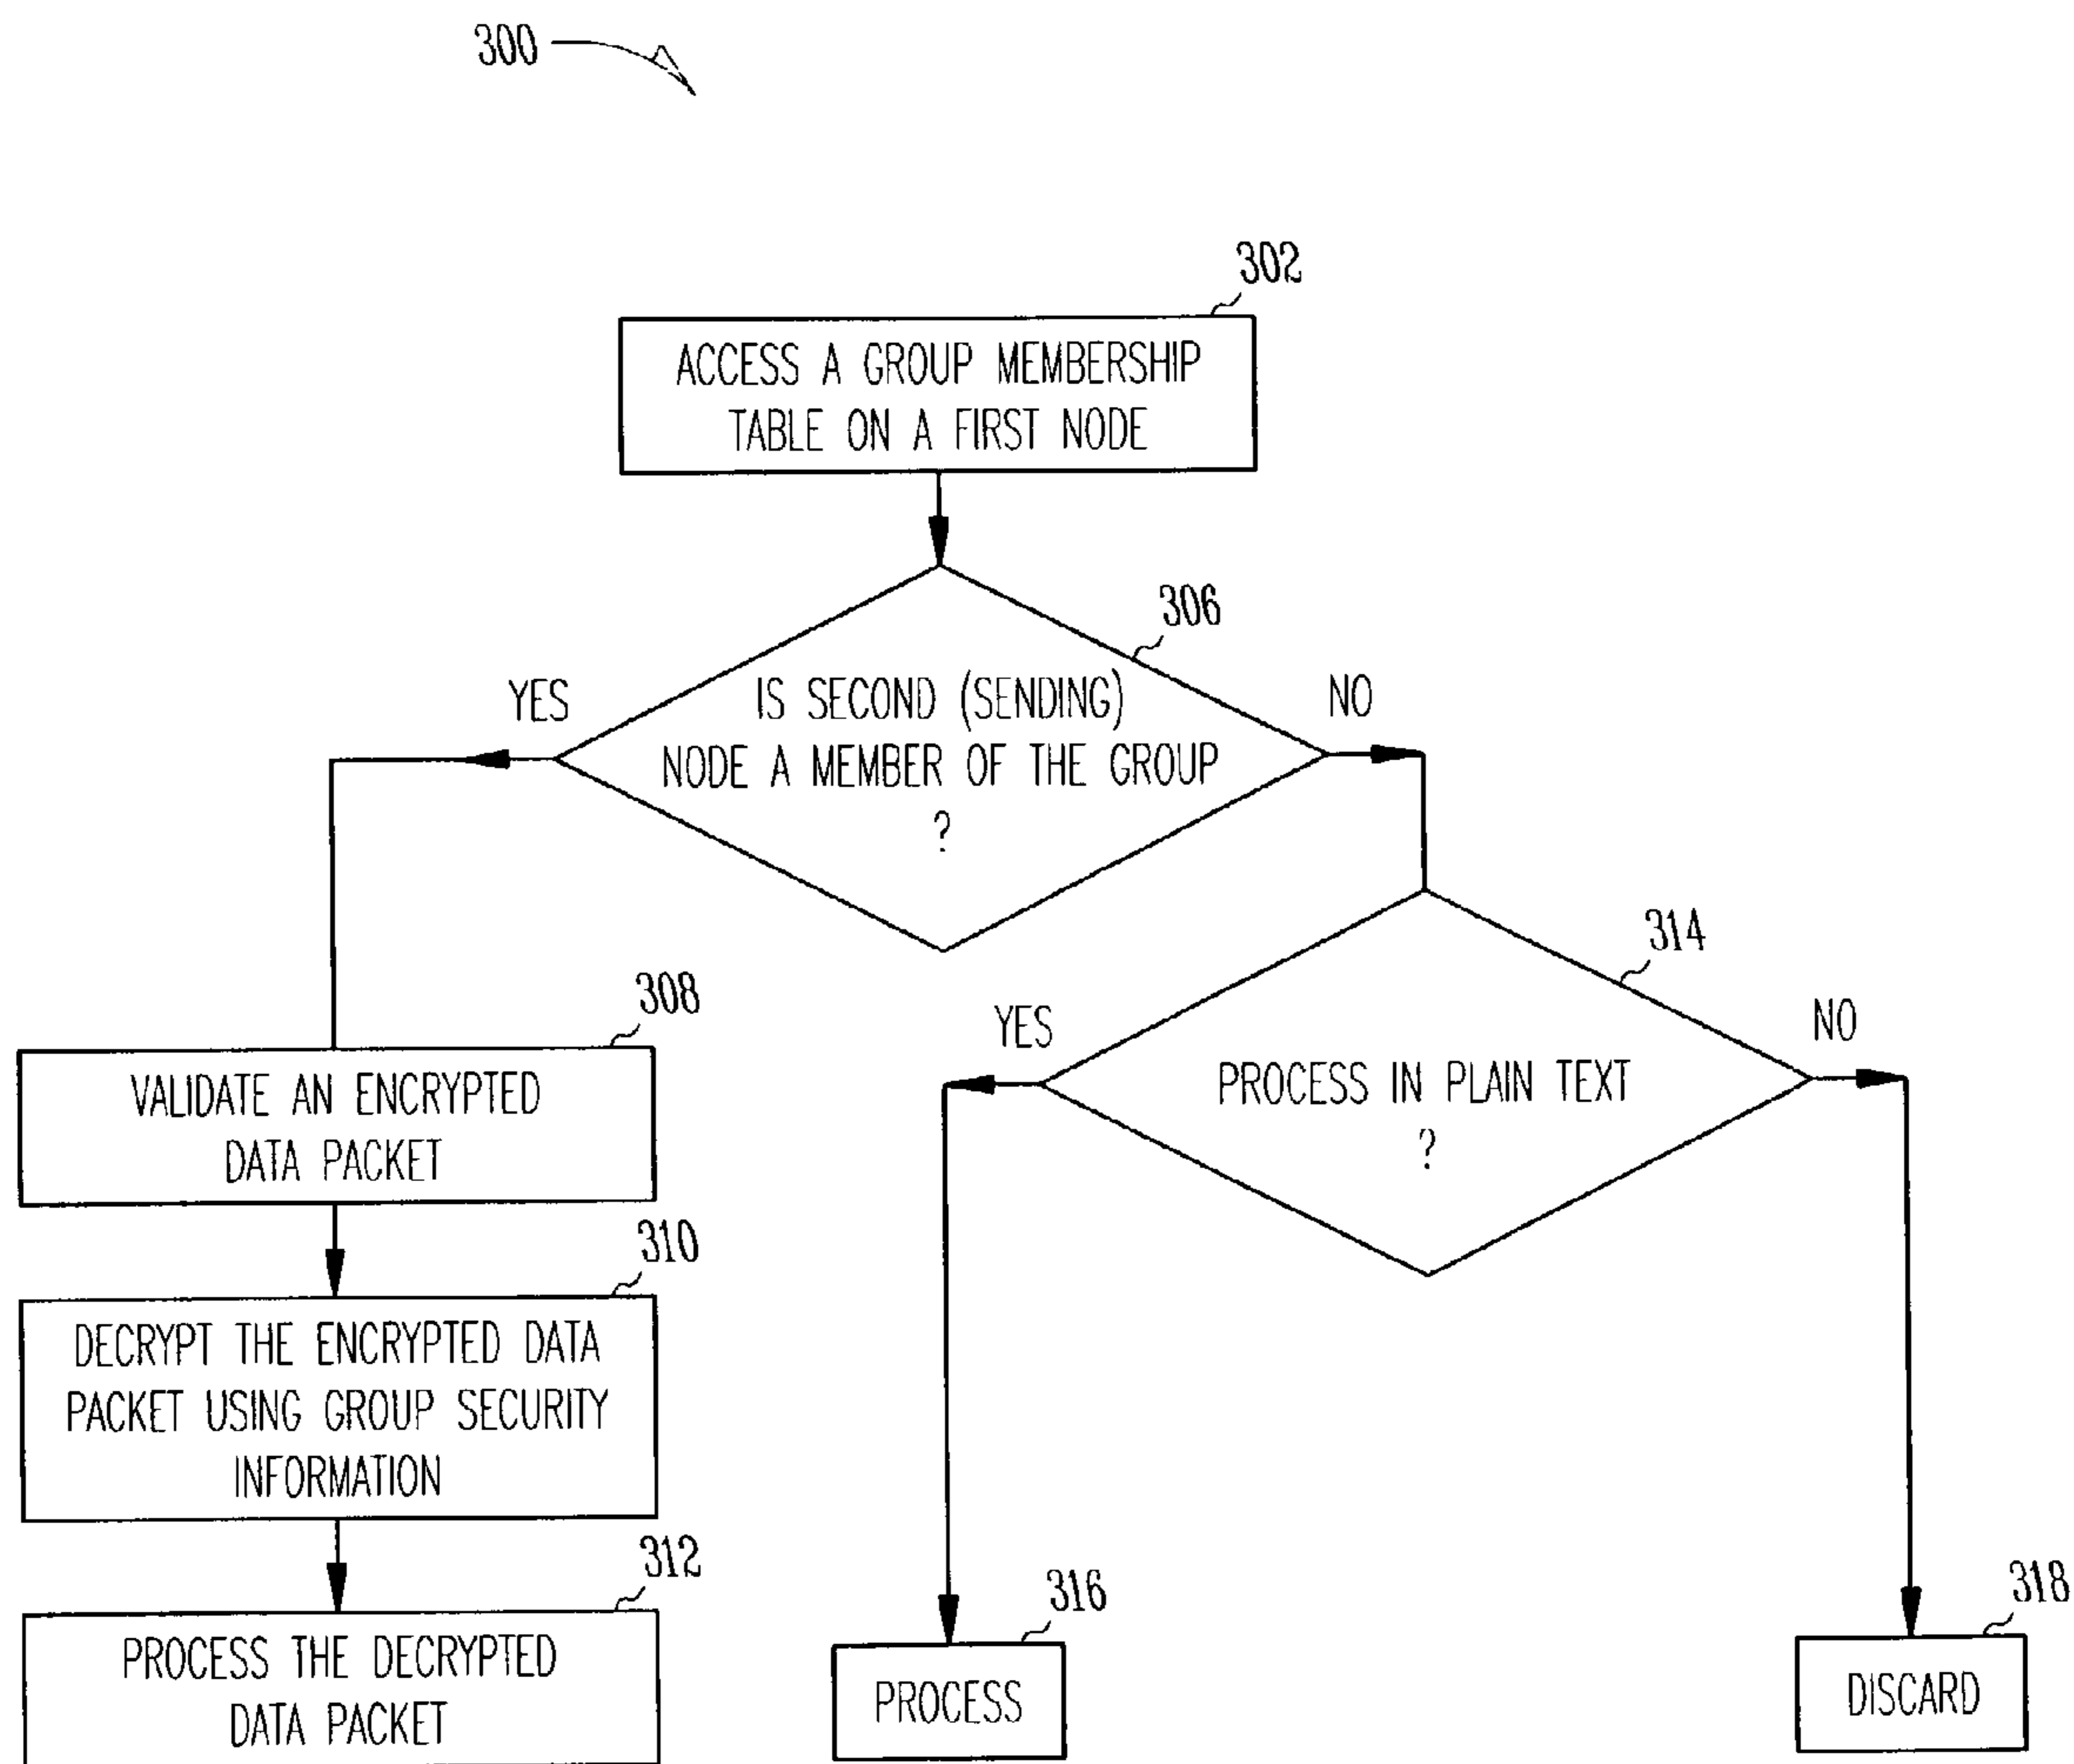 300
302
ACCESS A GROUP MEMBERSHIP
TABLE ON A FIRST NODE
306
YES
IS SECOND (SENDING)
NODE A MEMBER OF THE GROUP
?
NO
314
308
VALIDATE AN ENCRYPTED
DATA PACKET
YES
PROCESS IN PLAIN TEXT
?
NO
310
DECRYPT THE ENCRYPTED DATA
PACKET USING GROUP SECURITY
INFORMATION
312
PROCESS THE DECRYPTED
DATA PACKET
316
PROCESS
318
DISCARD